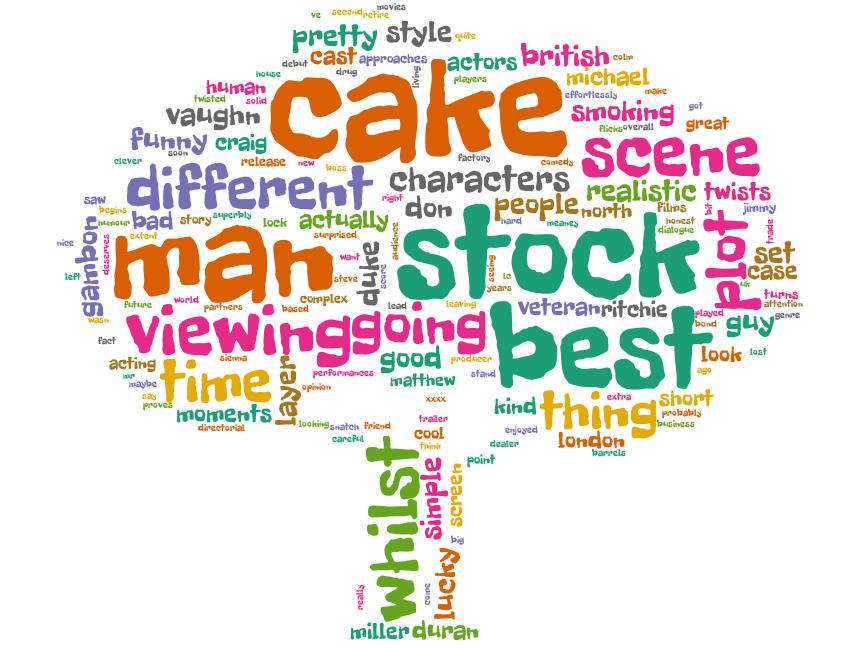 movies
ve second retire
pretty style quite
debut cast approaches living actors british colm
house drug cake players michael
human effortlessly make
twisted solid smoking got
vaughn flicks overall great
funny craig scene
soon factory comedy
clever release new boss
different characters realistic twists
saw right don people north films bit jimmy
begins bad story superbly lock actually hard meaney honest
humour dialogue trade
nice gambon deserves extent man surprised duke audience stock plot set
want score seeing case
left steve lc uk
years turns
future world partners complex lead leaving veteran ritchie played attention
wasn based bond guy genre
fact viewing going best
acting sienna good producer look lost
mr time layer performances matthew stand ago
maybe opinion
say xxxx kind thing extra short
proves moments probably
directorial looking snatch friend trailer enjoyed london business
careful cool dealer barrels
think
whilst simple screen point
big
really come lucky
miller duran